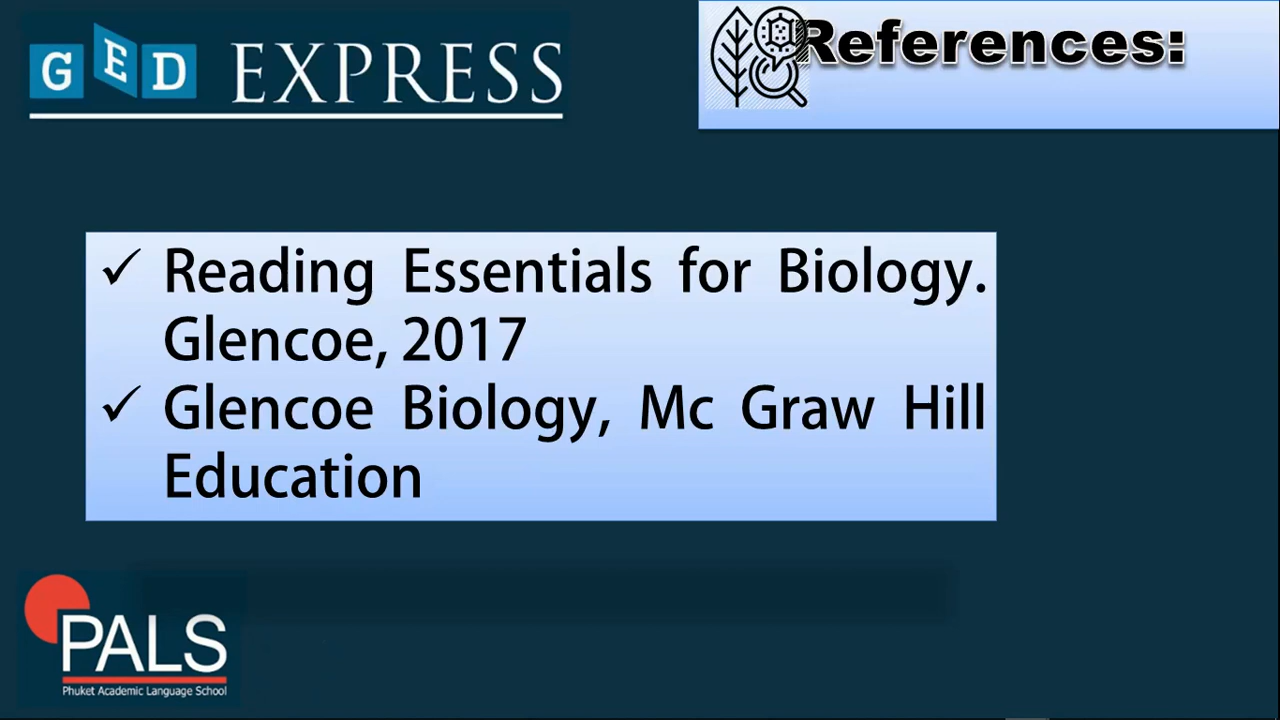 GED EXPRESS
References:
✓ Reading Essentials for Biology.
Glencoe, 2017
✓ Glencoe Biology, Mc Graw Hill
Education
PALS
Phuket Academic Language School